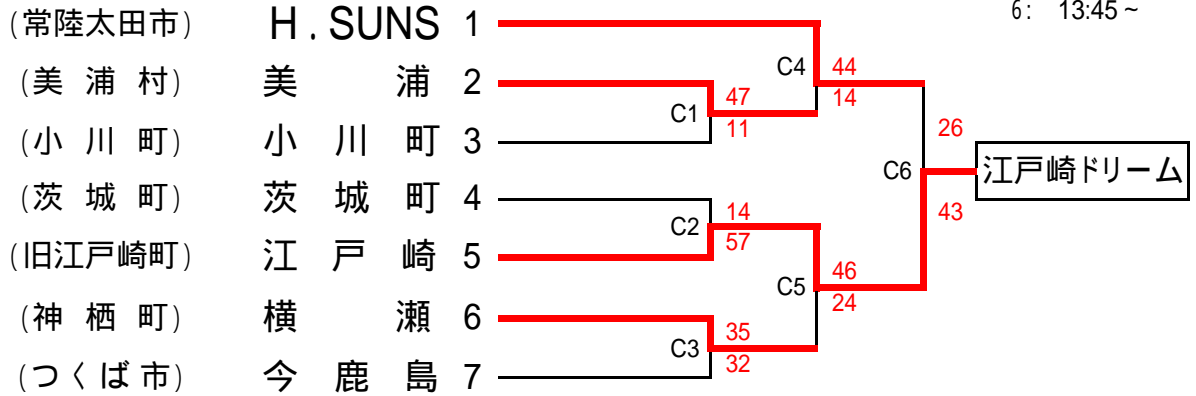 6: 13:45 ~
(常陸太田市) H.SUNS 1
C4 44
(美浦村) 美浦 2
47 14
C1 11
26
(小川町) 小川町 3
C6 江戸崎ドリーム
(茨城町) 茨城町 4
C2 14 43
57
(旧江戸崎町) 江戸崎 5
C5 46
24
(神栖町) 横瀬 6
C3 35
32
(つくば市) 今鹿島 7